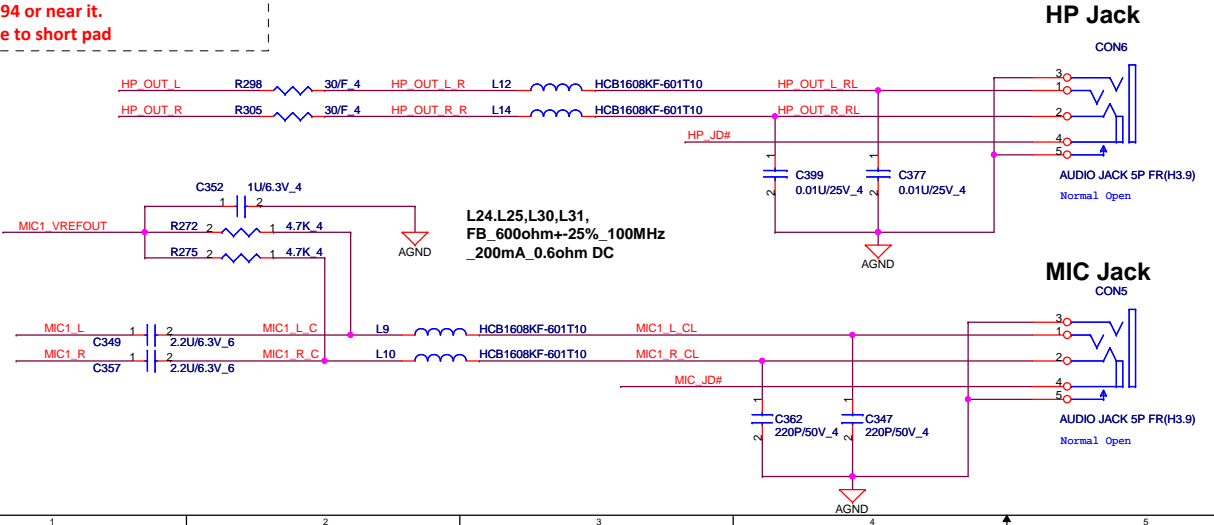 94 or near it.
e to short pad
HP Jack
CON6
HP_OUT_L R298 30/F_4 HP_OUT_L_R L12 HCB1608KF-601T10 HP_OUT_L_RL
HP_OUT_R R305 30/F_4 HP_OUT_R_R L14 HCB1608KF-601T10 HP_OUT_R_RL
HP_JD#
3
1
2
4
5
1 1
C399 C377
2 0.01U/25V_4 2 0.01U/25V_4
AUDIO JACK 5P FR(H3.9)
Normal Open
AGND
C352 1U/6.3V_4
1 2
MIC1_VREFOUT R272 2 1 4.7K_4
R275 2 1 4.7K_4
AGND
L24.L25,L30,L31,
FB_600ohm+-25%_100MHz
_200mA_0.6ohm DC
MIC Jack
CON5
MIC1_L 1 2 MIC1_L_C L9 HCB1608KF-601T10 MIC1_L_CL
C349 2.2U/6.3V_6
MIC1_R 1 2 MIC1_R_C L10 HCB1608KF-601T10 MIC1_R_CL
C357 2.2U/6.3V_6
MIC_JD#
3
1
2
4
5
1 1
C362 C347
2 220P/50V_4 2 220P/50V_4
AUDIO JACK 5P FR(H3.9)
Normal Open
AGND
1 2 3 4 5